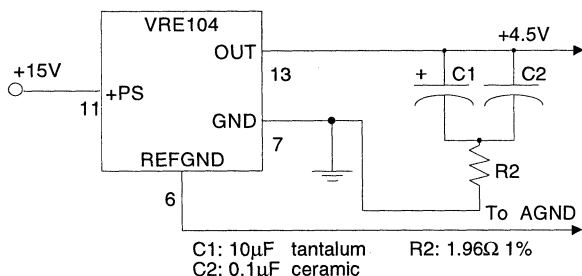 VRE104
OUT
+4.5V
+15V
13
+ C1 C2
11 +PS
GND
7
REFGND
R2
6
To AGND
C1: 10µF tantalum R2: 1.96Ω 1%
C2: 0.1µF ceramic